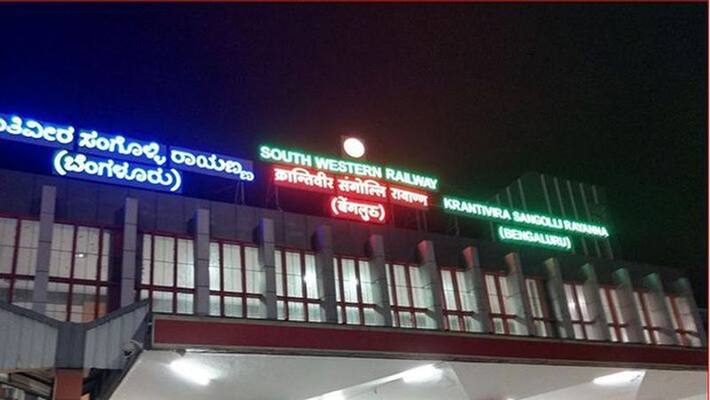 ಸಂಗೊಳ್ಳಿ ರಾಯಣ್ಣ
(ಬೆಂಗಳೂರು)
SOUTH WESTERN RAILWAY
क्रान्तिवीर संगोल्लि रायण्ण
(बेंगलुरु)
KRANTIVIRA SANGOLLI RAYANNA
(BENGALURU)